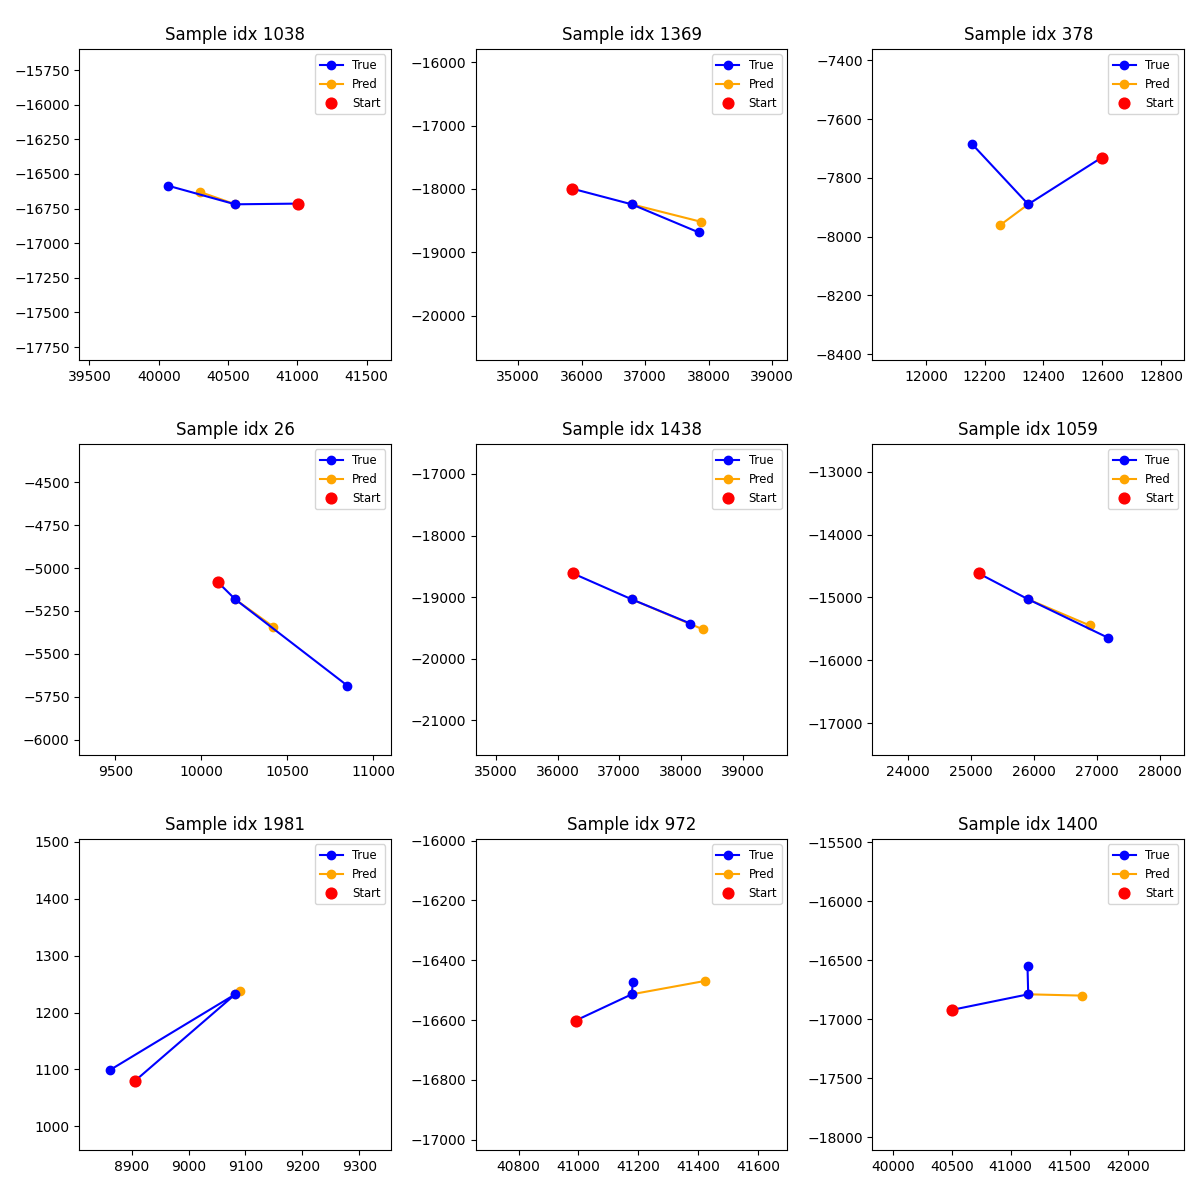 Sample idx 1038
True
Pred
Start
−15750
−16000
−16250
−16500
−16750
−17000
−17250
−17500
−17750
39500 40000 40500 41000 41500
Sample idx 1369
True
Pred
Start
−16000
−17000
−18000
−19000
−20000
35000 36000 37000 38000 39000
Sample idx 378
True
Pred
Start
−7400
−7600
−7800
−8000
−8200
−8400
12000 12200 12400 12600 12800
Sample idx 26
True
Pred
Start
−4500
−4750
−5000
−5250
−5500
−5750
−6000
9500 10000 10500 11000
Sample idx 1438
True
Pred
Start
−17000
−18000
−19000
−20000
−21000
35000 36000 37000 38000 39000
Sample idx 1059
True
Pred
Start
−13000
−14000
−15000
−16000
−17000
24000 25000 26000 27000 28000
Sample idx 1981
True
Pred
Start
1500
1400
1300
1200
1100
1000
8900 9000 9100 9200 9300
Sample idx 972
True
Pred
Start
−16000
−16200
−16400
−16600
−16800
−17000
40800 41000 41200 41400 41600
Sample idx 1400
True
Pred
Start
−15500
−16000
−16500
−17000
−17500
−18000
40000 40500 41000 41500 42000